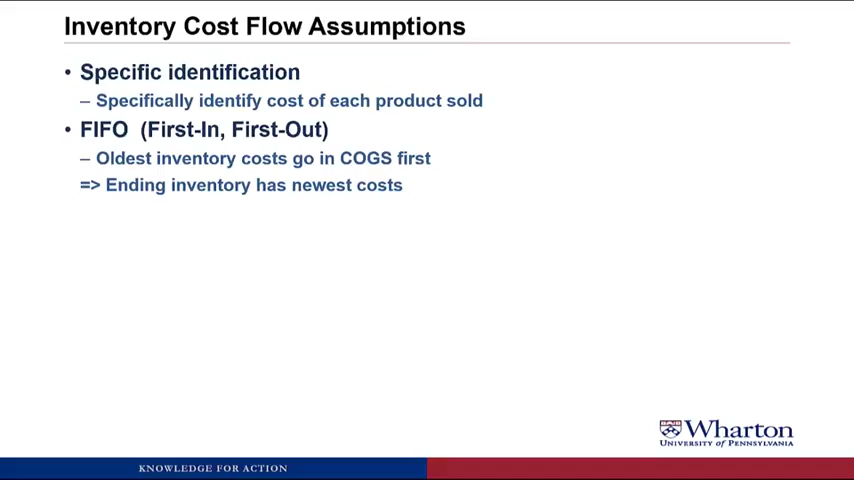 Inventory Cost Flow Assumptions
• Specific identification
– Specifically identify cost of each product sold
• FIFO (First-In, First-Out)
– Oldest inventory costs go in COGS first
=> Ending inventory has newest costs
Wharton
UNIVERSITY of PENNSYLVANIA
KNOWLEDGE FOR ACTION